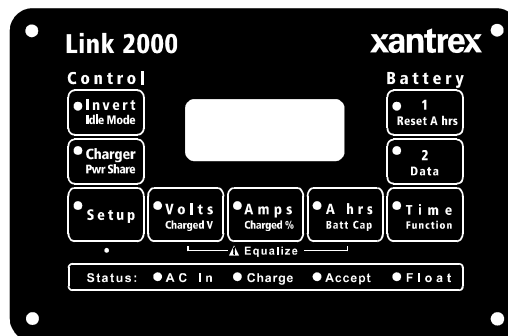 Link 2000
xantrex
Control
Battery
Invert
Idle Mode
1
Reset A hrs
Charger
Pwr Share
2
Data
Setup
Volts
Charged V
Amps
Charged %
A hrs
Batt Cap
Time
Function
Equalize
Status: AC In Charge Accept Float